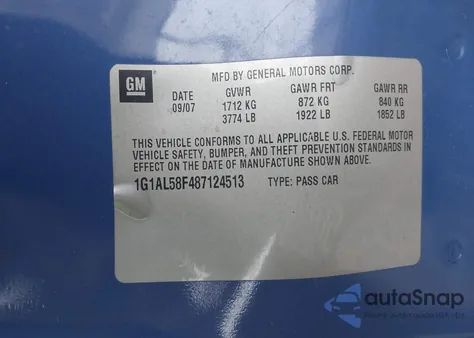 GM
MFD BY GENERAL MOTORS CORP.
DATE GVWR GAWR FRT GAWR RR
09/07 1712 KG 872 KG 840 KG
3774 LB 1922 LB 1852 LB
THIS VEHICLE CONFORMS TO ALL APPLICABLE U.S. FEDERAL MOTOR
VEHICLE SAFETY, BUMPER, AND THEFT PREVENTION STANDARDS IN
EFFECT ON THE DATE OF MANUFACTURE SHOWN ABOVE.
1G1AL58F487124513 TYPE: PASS CAR
autoSnap